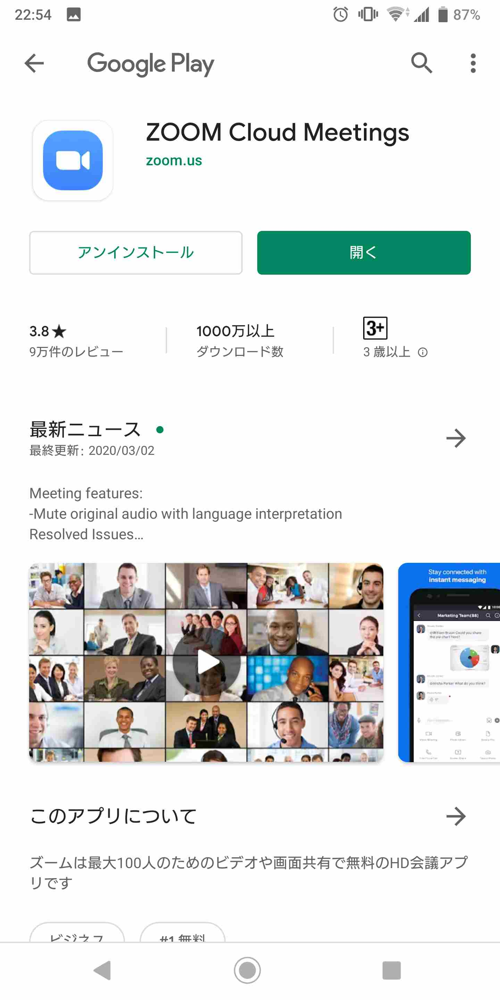 22:54
87%
Google Play
ZOOM Cloud Meetings
zoom.us
アンインストール
開く
3.8★
1000万以上
3+
9万件のレビュー
ダウンロード数
3 歳以上
最新ニュース
最終更新: 2020/03/02
Meeting features:
-Mute original audio with language interpretation
Resolved Issues…
Stay connected with
instant messaging
Marketing Team(88)
@William Braun Could you share
the pie chart here?
@Alisha Parker What do you think?
このアプリについて
ズームは最大100人のためのビデオや画面共有で無料のHD会議アプ
リです
ビジネス
#1 無料